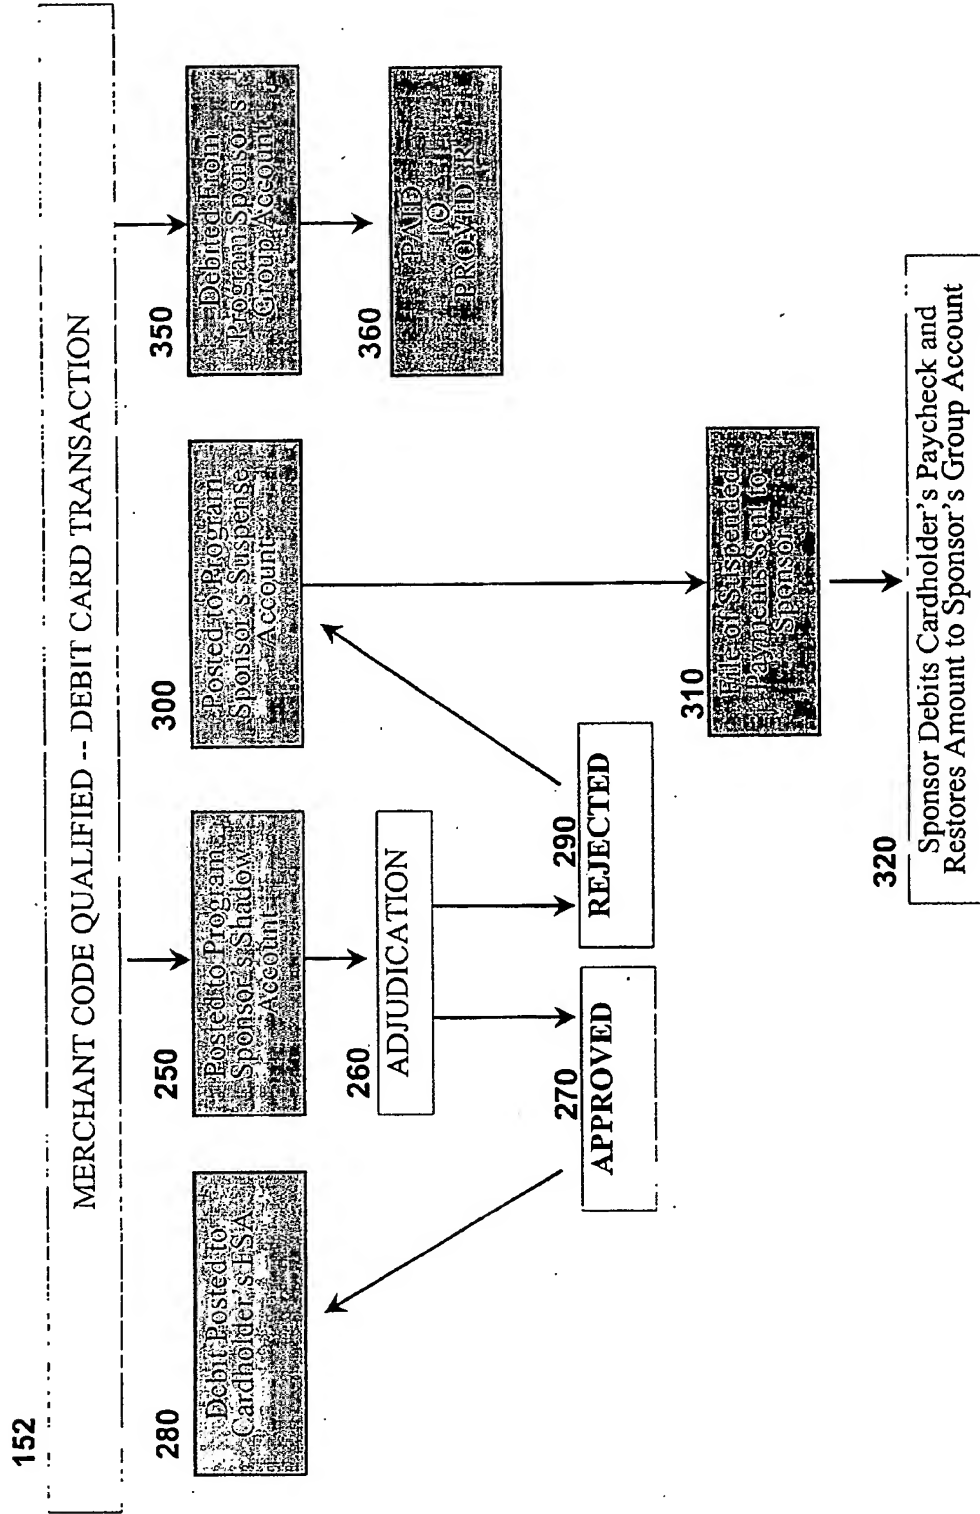 152
MERCHANT CODE QUALIFIED -- DEBIT CARD TRANSACTION
280
Debit Posted to
Cardholder's FSA
250
Posted to Program
Sponsor's Shadow
Account
300
Posted to Program
Sponsor's Suspense
Account
350
Debited From
Program Sponsor's
Group Account
260
ADJUDICATION
360
PAID
TO
PROVIDER
270
APPROVED
290
REJECTED
310
File of Suspended
Payments Sent to
Sponsor
320
Sponsor Debits Cardholder's Paycheck and
Restores Amount to Sponsor's Group Account